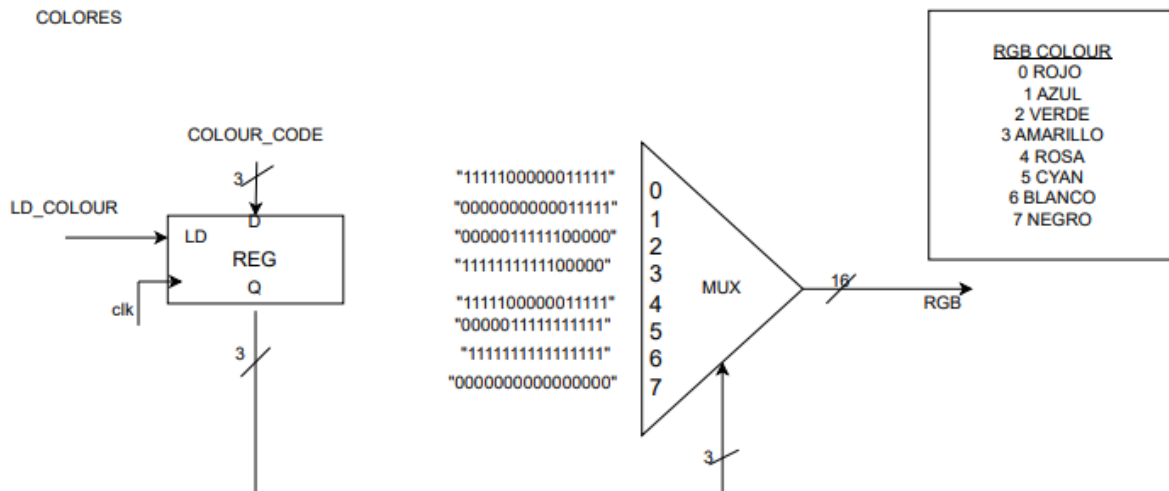 COLORES
RGB COLOUR
0 ROJO
1 AZUL
2 VERDE
3 AMARILLO
4 ROSA
5 CYAN
6 BLANCO
7 NEGRO
COLOUR_CODE
3
LD_COLOUR
D
LD
REG
Q
clk
3
"1111100000011111"
"0000000000011111"
"0000011111100000"
"1111111111100000"
"1111100000011111"
"0000011111111111"
"1111111111111111"
"0000000000000000"
0
1
2
3
4
5
6
7
MUX
16
RGB
3